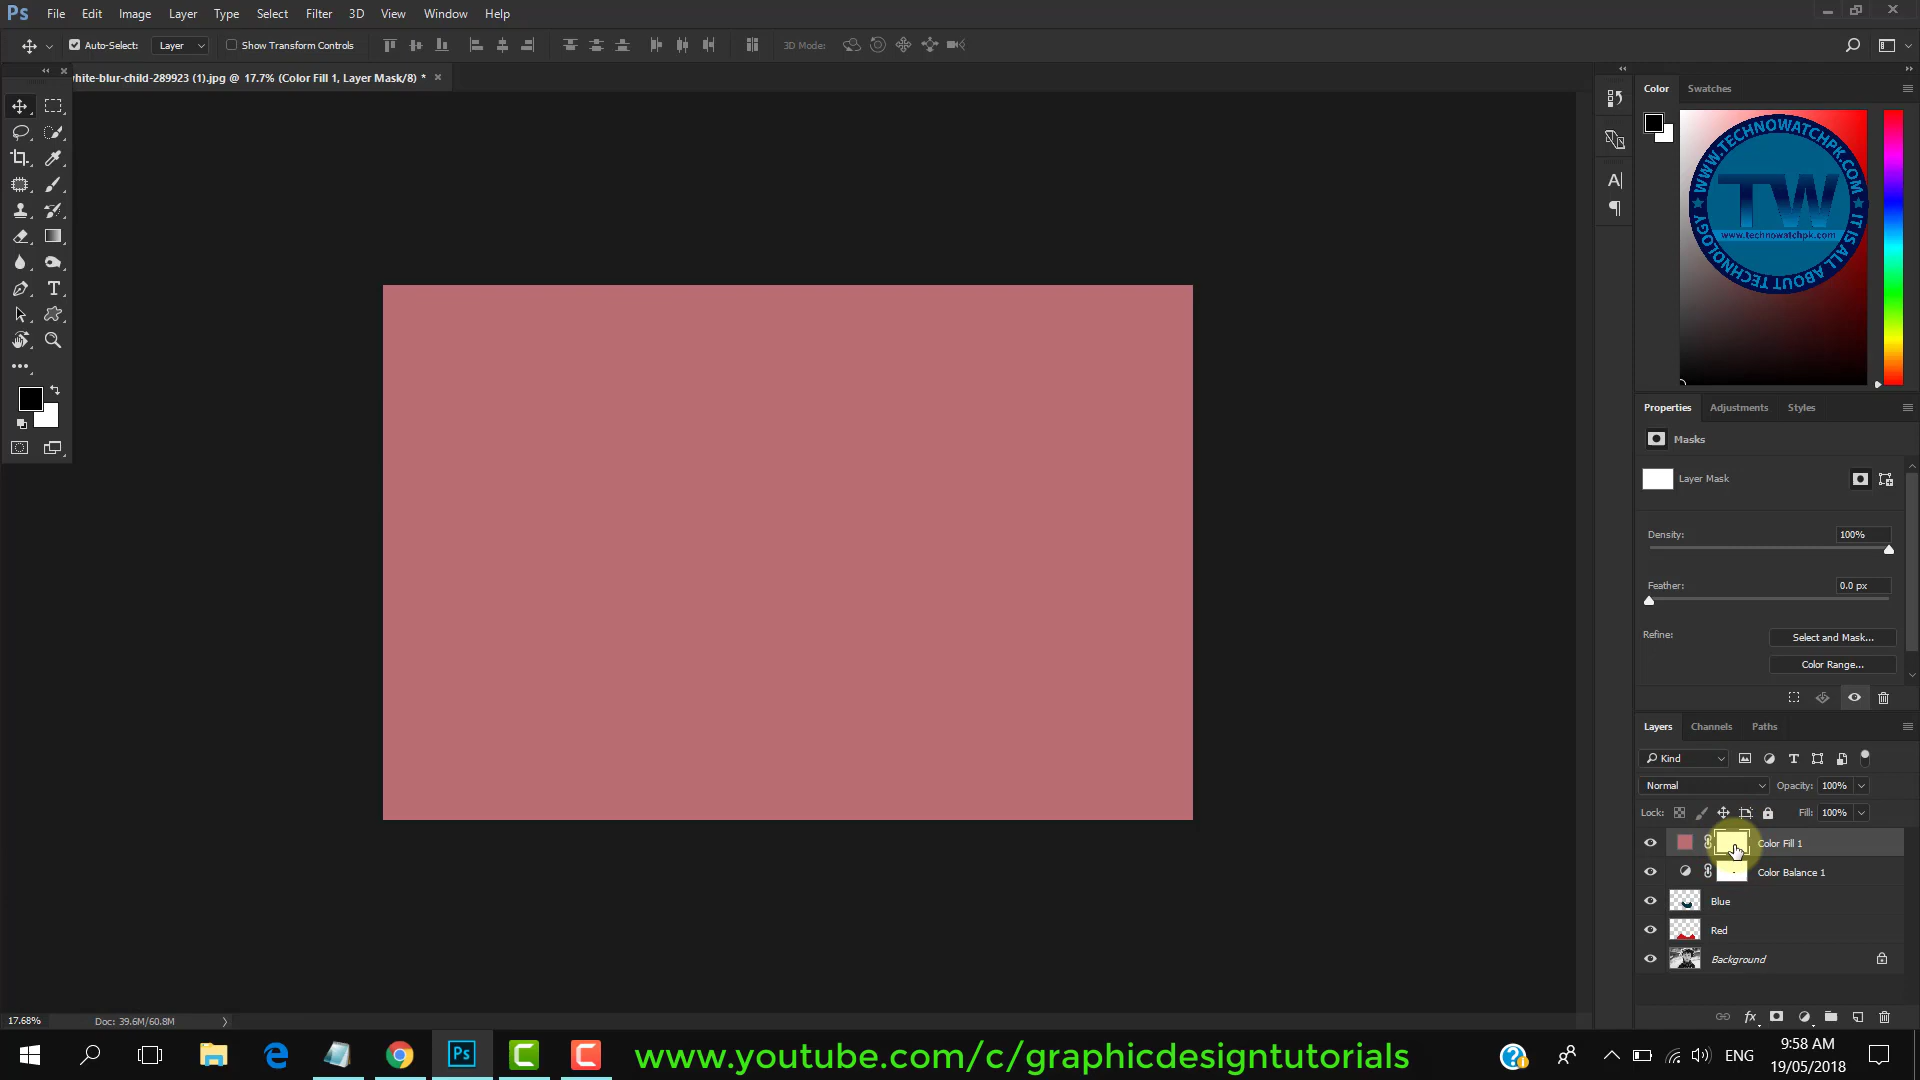 Ps File Edit Image Layer Type Select Filter 3D View Window Help
Auto-Select: Layer Show Transform Controls 3D Mode:
white-blur-child-289923 (1).jpg @ 17.7% (Color Fill 1, Layer Mask/8) *
Color Swatches
WWW.TECHNOWATCHPK.COM
TW
www.technowatchpk.com
IT IS ALL ABOUT TECHNOLOGY
Properties Adjustments Styles
Masks
Layer Mask
Density: 100%
Feather: 0.0 px
Refine: Select and Mask...
Color Range...
Layers Channels Paths
Kind
Normal Opacity: 100%
Lock: Fill: 100%
Color Fill 1
Color Balance 1
Blue
Red
Background
17.68% Doc: 39.6M/60.8M
www.youtube.com/c/graphicdesigntutorials
ENG
9:58 AM
19/05/2018